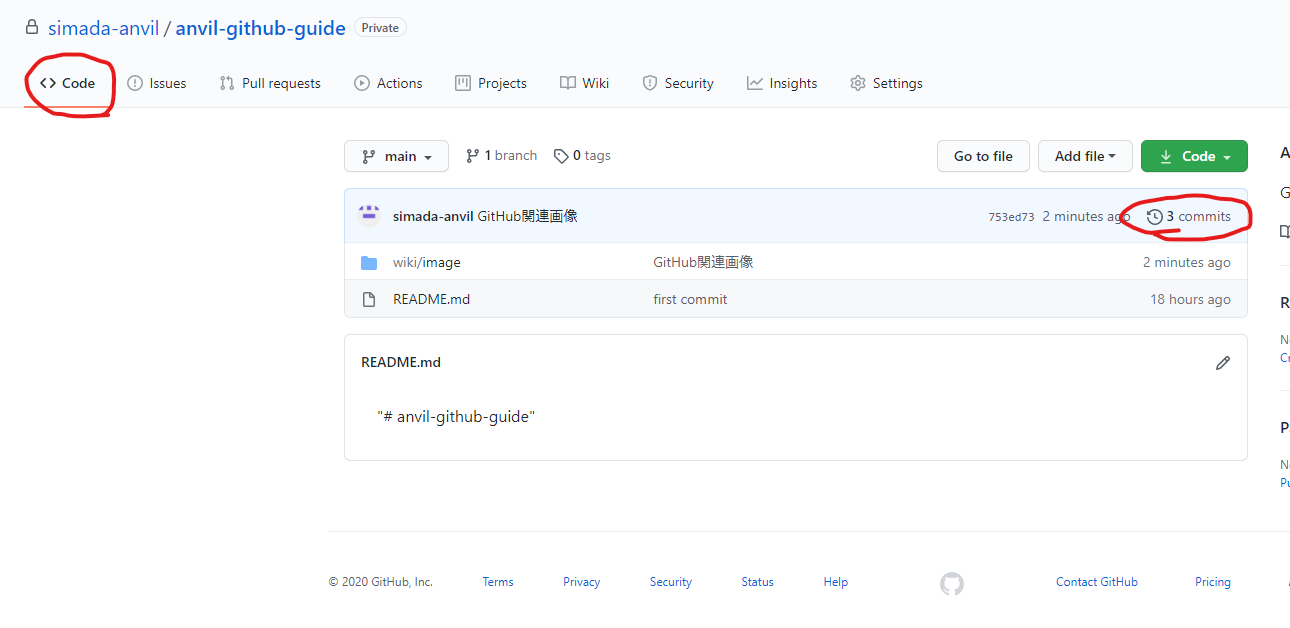 simada-anvil / anvil-github-guide Private
Code Issues Pull requests Actions Projects Wiki Security Insights Settings
main 1 branch 0 tags Go to file Add file Code
simada-anvil GitHub関連画像 753ed73 2 minutes ago 3 commits
wiki/image GitHub関連画像 2 minutes ago
README.md first commit 18 hours ago
README.md
"# anvil-github-guide"
© 2020 GitHub, Inc. Terms Privacy Security Status Help Contact GitHub Pricing